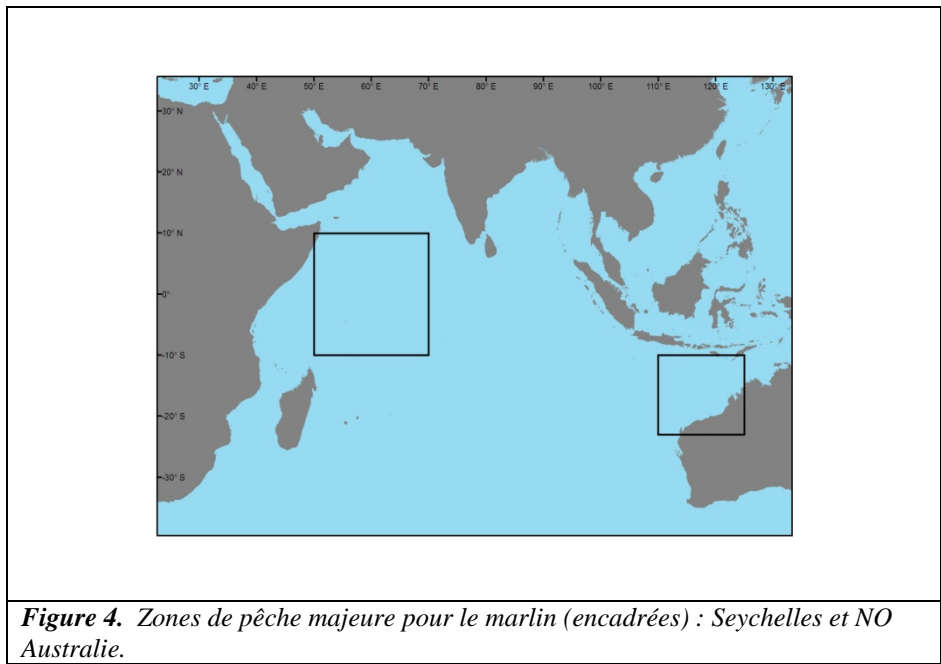 30° E 40° E 50° E 60° E 70° E 80° E 90° E 100° E 110° E 120° E 130° E
30° N
20° N
10° N
0°
10° S
20° S
30° S
Figure 4. Zones de pêche majeure pour le marlin (encadrées) : Seychelles et NO
Australie.